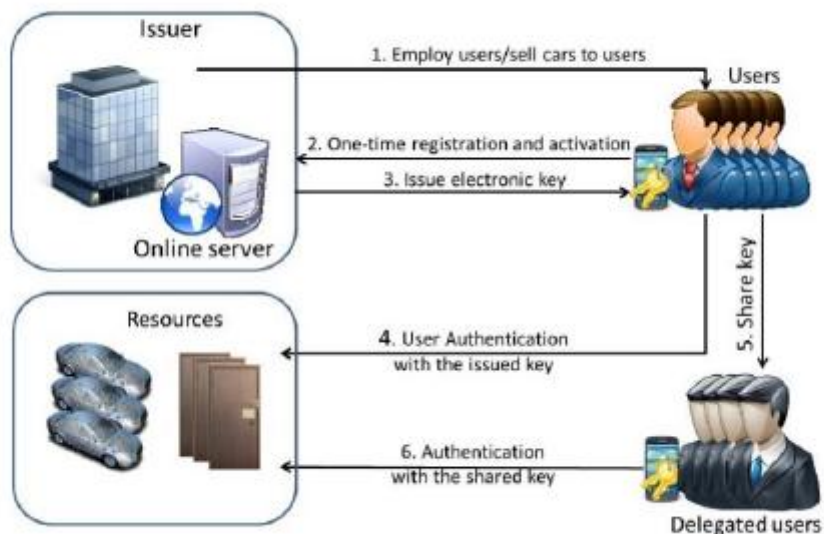 Issuer
1. Employ users/sell cars to users
Users
2. One-time registration and activation
3. Issue electronic key
Online server
Resources
4. User Authentication
with the issued key
5. Share key
6. Authentication
with the shared key
Delegated users